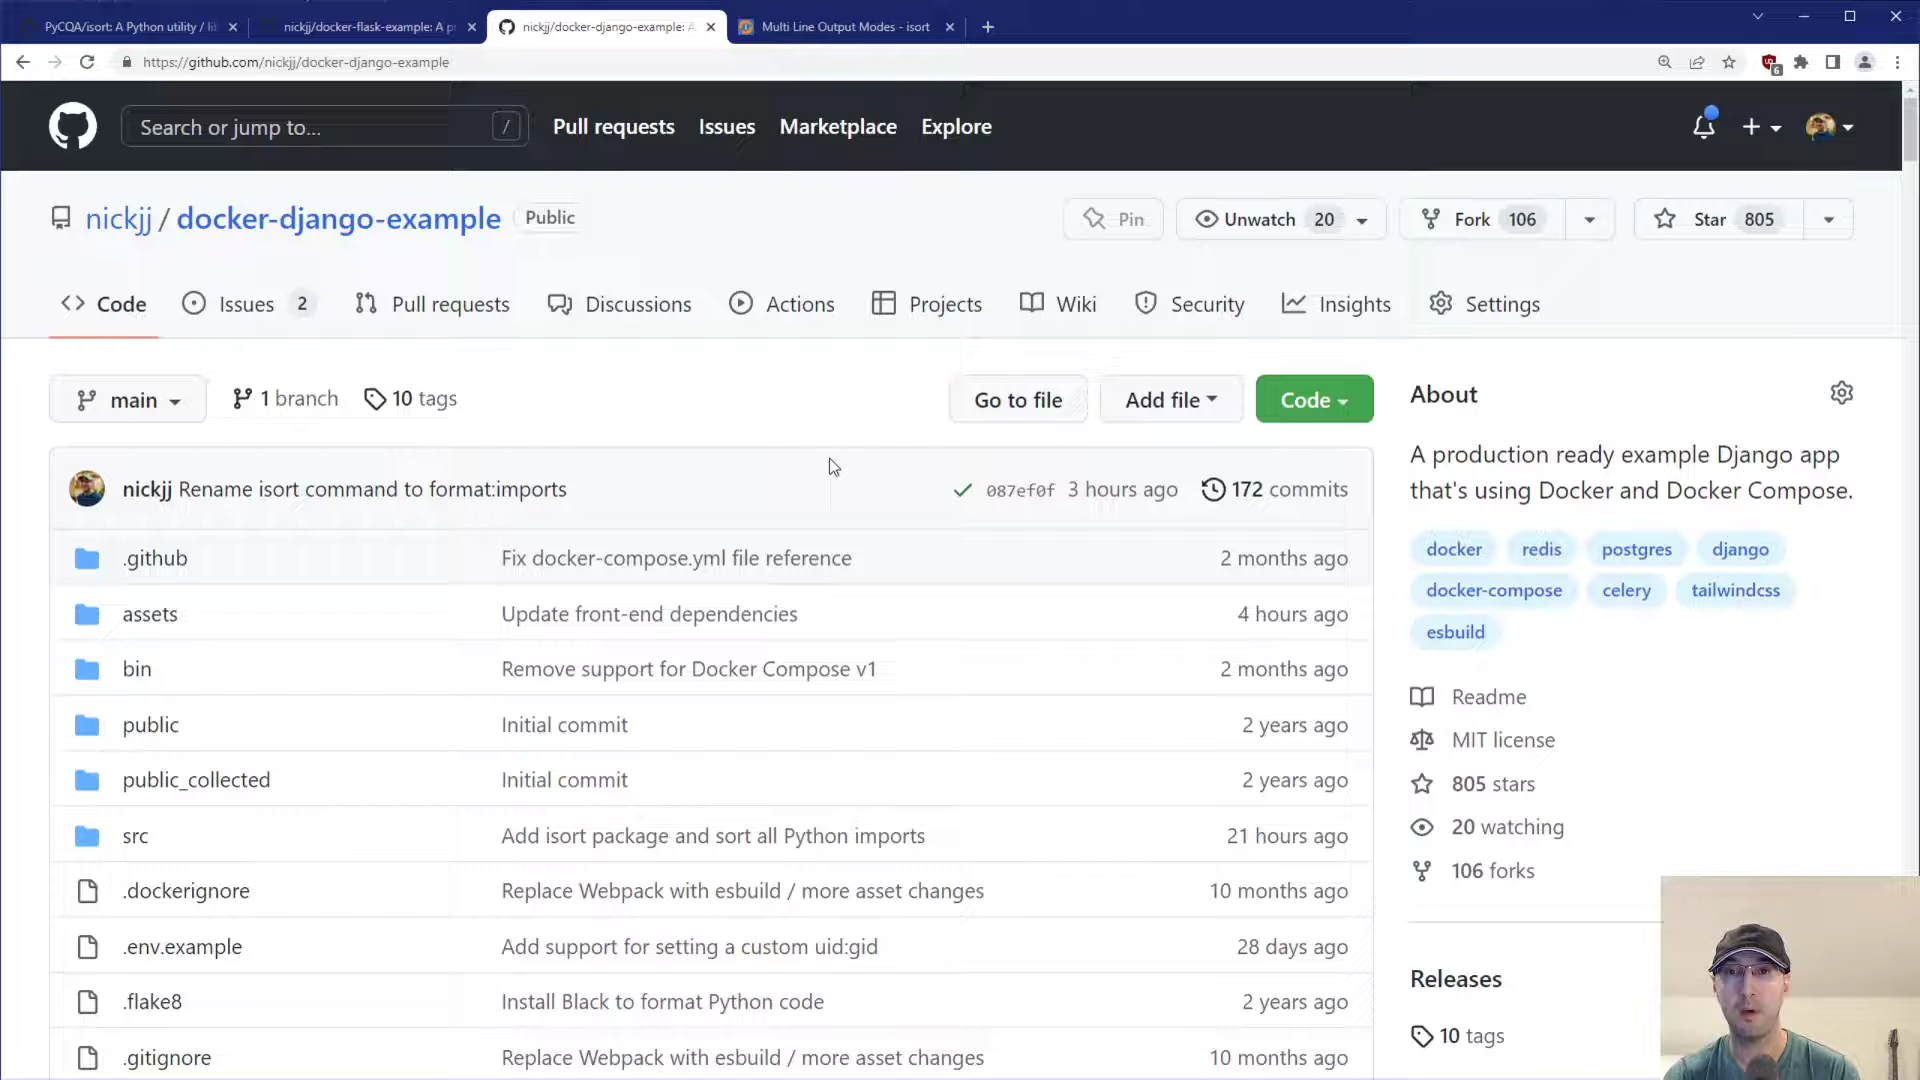 PyCQA/isort: A Python utility / li
nickjj/docker-flask-example: A p
nickjj/docker-django-example: A
Multi Line Output Modes - isort
https://github.com/nickjj/docker-django-example
6
Search or jump to...
/
Pull requests
Issues
Marketplace
Explore
nickjj / docker-django-example
Public
Pin
Unwatch 20
Fork 106
Star 805
Code
Issues 2
Pull requests
Discussions
Actions
Projects
Wiki
Security
Insights
Settings
main
1 branch
10 tags
Go to file
Add file
Code
nickjj Rename isort command to format:imports
087ef0f 3 hours ago
172 commits
.github Fix docker-compose.yml file reference 2 months ago
assets Update front-end dependencies 4 hours ago
bin Remove support for Docker Compose v1 2 months ago
public Initial commit 2 years ago
public_collected Initial commit 2 years ago
src Add isort package and sort all Python imports 21 hours ago
.dockerignore Replace Webpack with esbuild / more asset changes 10 months ago
.env.example Add support for setting a custom uid:gid 28 days ago
.flake8 Install Black to format Python code 2 years ago
.gitignore Replace Webpack with esbuild / more asset changes 10 months ago
About
A production ready example Django app
that's using Docker and Docker Compose.
docker redis postgres django
docker-compose celery tailwindcss
esbuild
Readme
MIT license
805 stars
20 watching
106 forks
Releases
10 tags